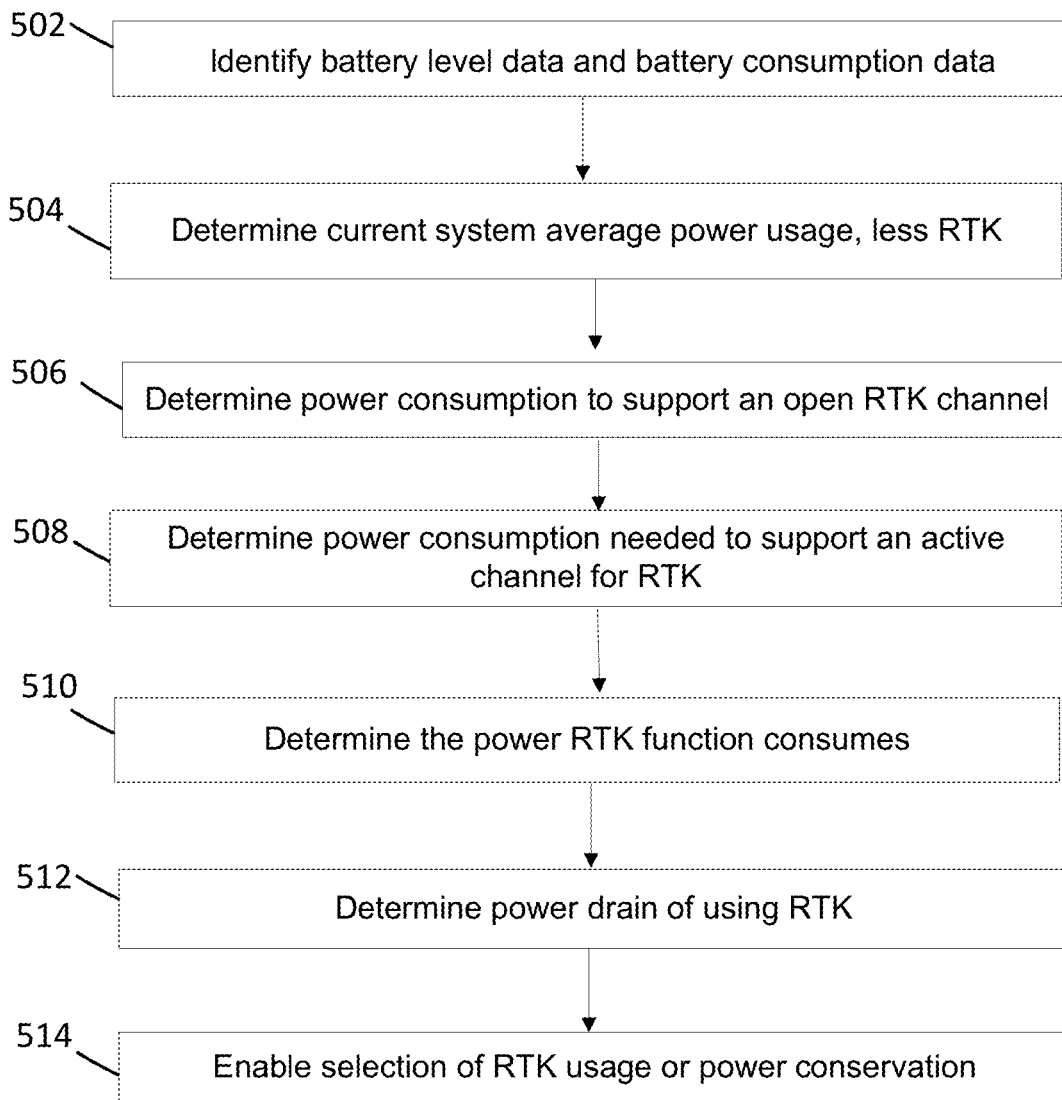 502
Identify battery level data and battery consumption data
504
Determine current system average power usage, less RTK
506
Determine power consumption to support an open RTK channel
508
Determine power consumption needed to support an active
channel for RTK
510
Determine the power RTK function consumes
512
Determine power drain of using RTK
514
Enable selection of RTK usage or power conservation